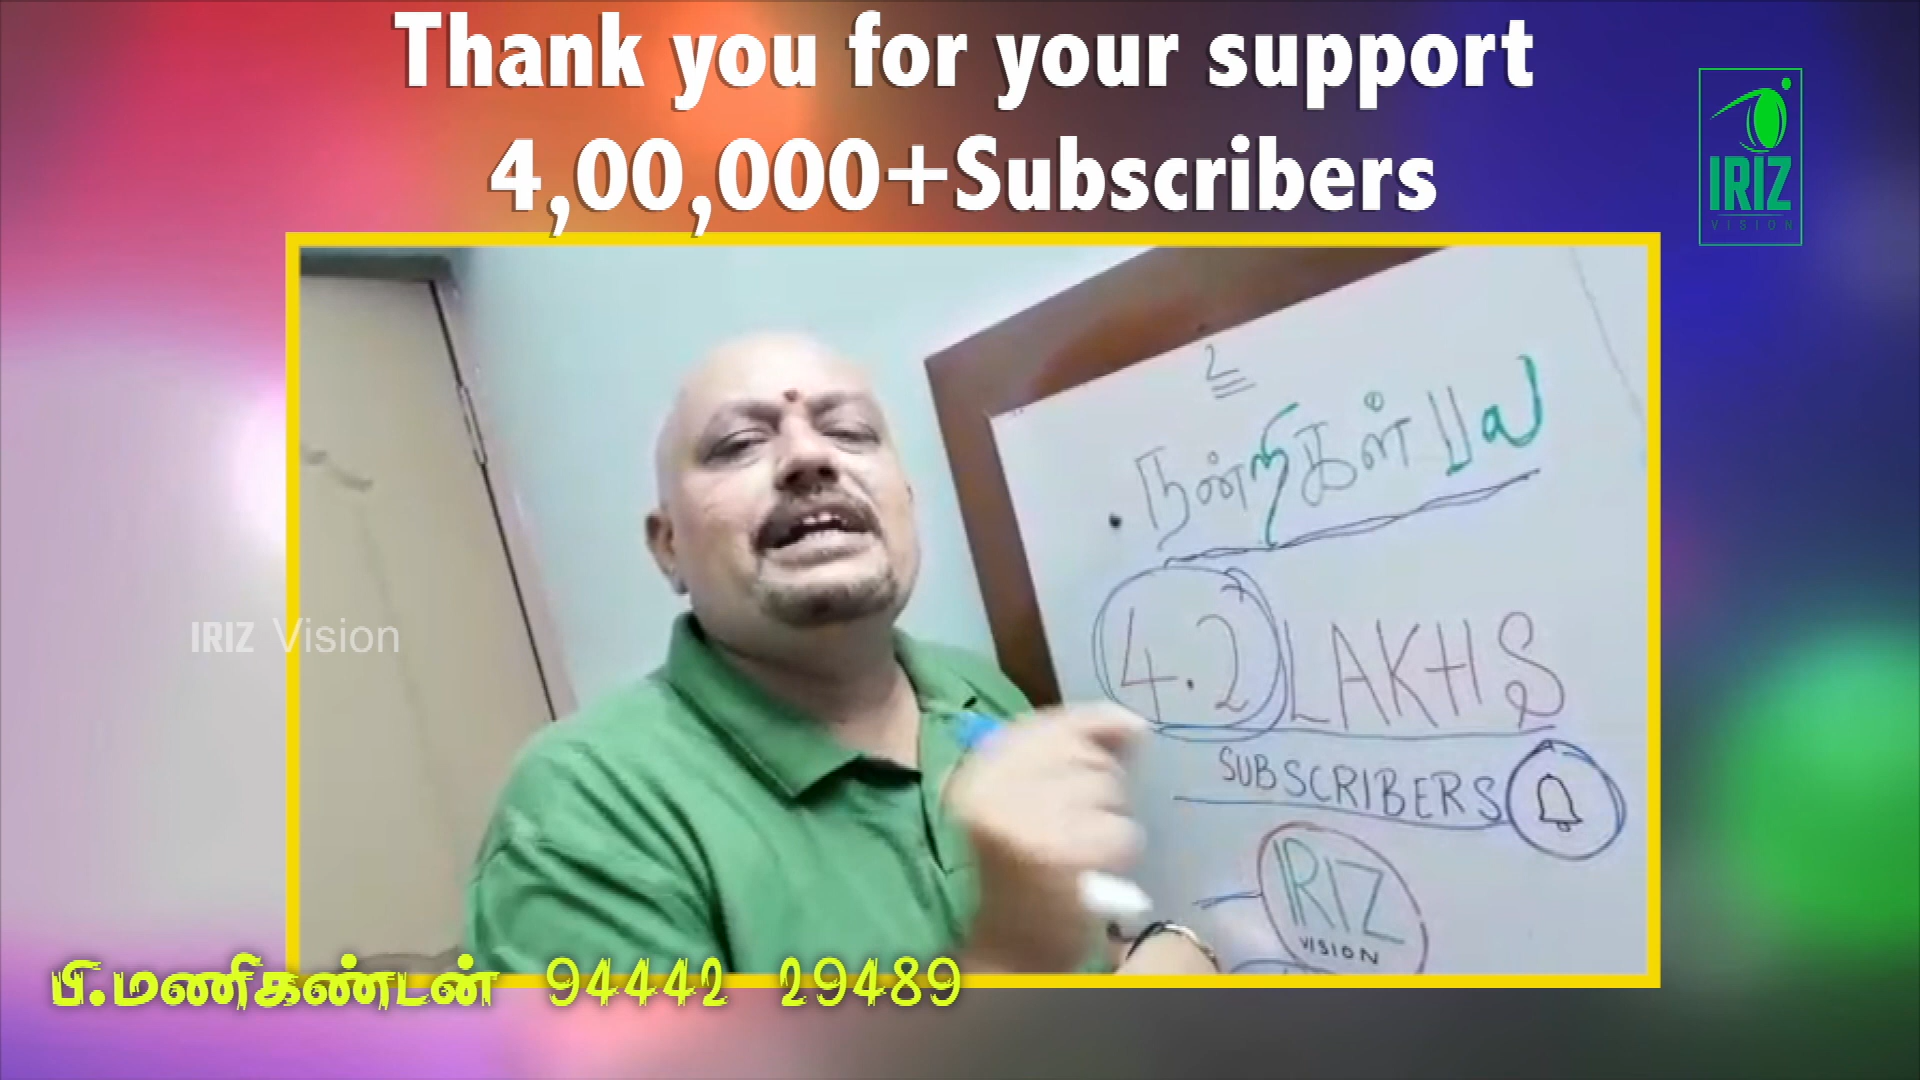 Thank you for your support
4,00,000+Subscribers
IRIZ
VISION
உ
நன்றிகள் பல
4.2 LAKHS
SUBSCRIBERS
IRIZ Vision
IRIZ
VISION
பி.மணிகண்டன் 94442 29489